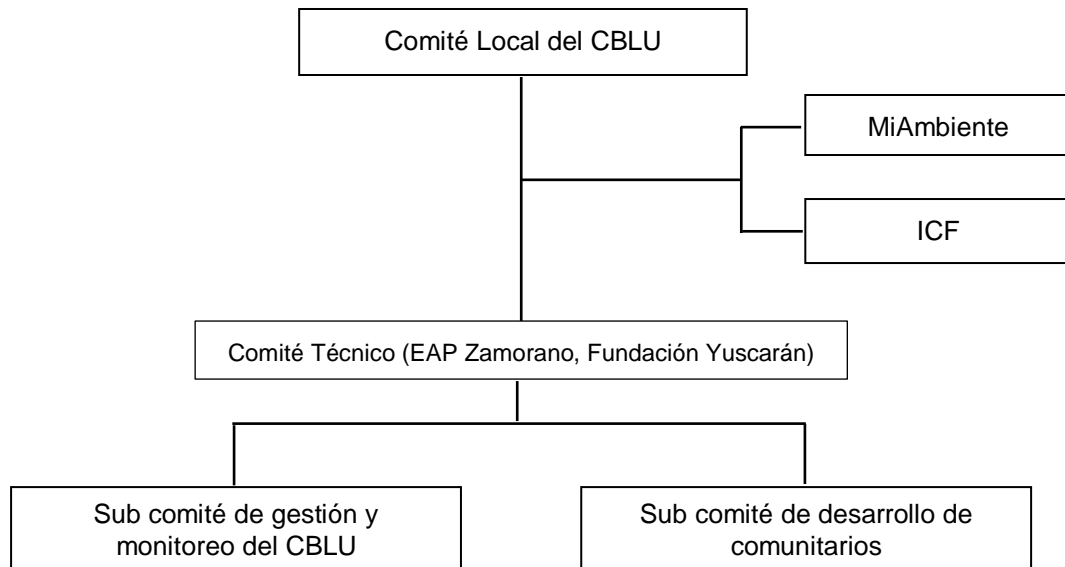 Comité Local del CBLU
MiAmbiente
ICF
Comité Técnico (EAP Zamorano, Fundación Yuscarán)
Sub comité de gestión y
monitoreo del CBLU
Sub comité de desarrollo de
comunitarios